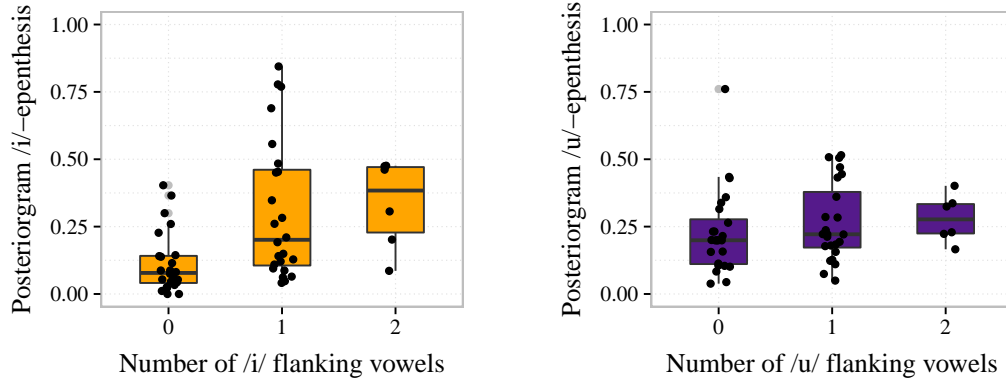 Posteriorgram /i/−epenthesis
1.00
0.75
0.50
0.25
0.00
0 1 2
Number of /i/ flanking vowels
Posteriorgram /u/−epenthesis
1.00
0.75
0.50
0.25
0.00
0 1 2
Number of /u/ flanking vowels